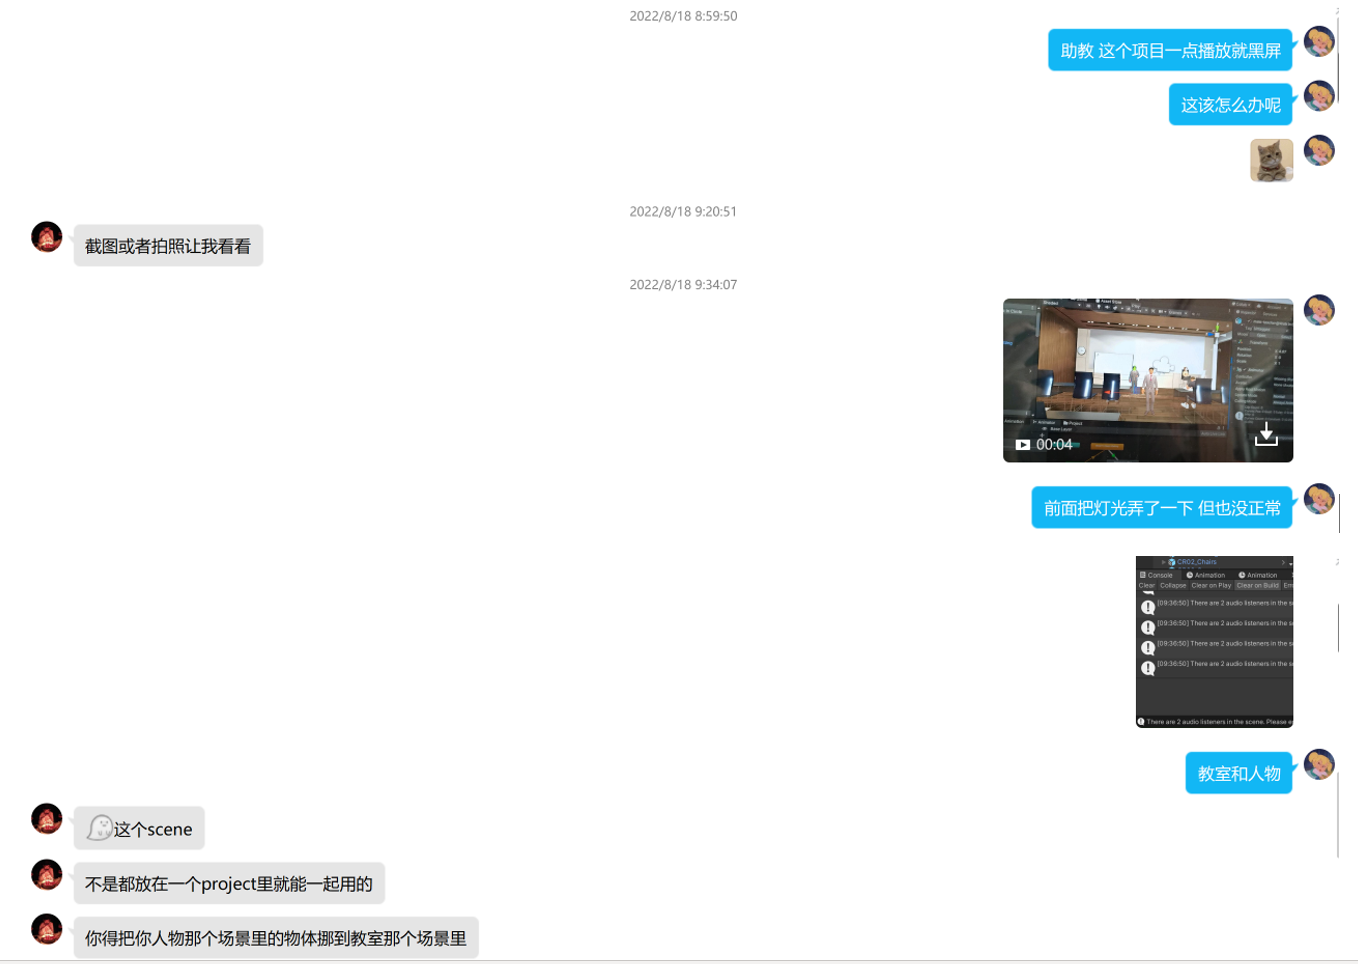 2022/8/18 8:59:50
助教 这个项目一点播放就黑屏
这该怎么办呢
2022/8/18 9:20:51
截图或者拍照让我看看
2022/8/18 9:34:07
Project
00:04
前面把灯光弄了一下 但也没正常
CR02_Chairs
Console Animation Animation
Clear Collapse Clear on Play Clear on Build
[09:36:50] There are 2 audio listeners in the
[09:36:50] There are 2 audio listeners in the
[09:36:50] There are 2 audio listeners in the
[09:36:50] There are 2 audio listeners in the
There are 2 audio listeners in the scene. Please
教室和人物
这个scene
不是都放在一个project里就能一起用的
你得把你人物那个场景里的物体挪到教室那个场景里